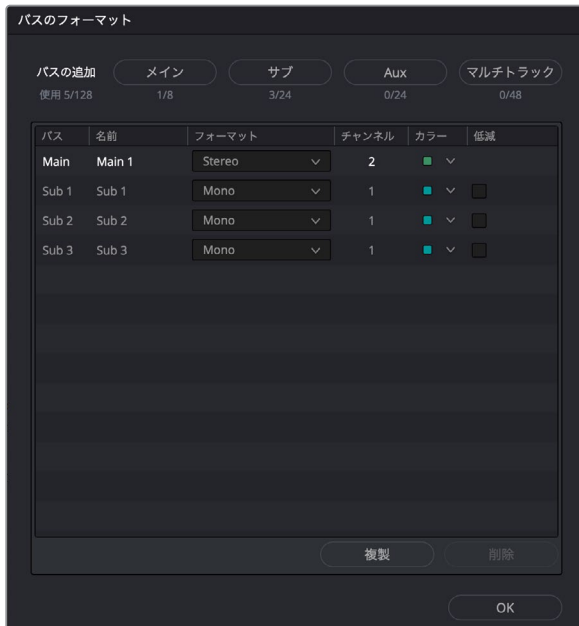 バスのフォーマット
バスの追加 メイン サブ Aux マルチトラック
使用 5/128 1/8 3/24 0/24 0/48
バス 名前 フォーマット チャンネル カラー 低減
Main Main 1 Stereo 2
Sub 1 Sub 1 Mono 1
Sub 2 Sub 2 Mono 1
Sub 3 Sub 3 Mono 1
複製 削除
OK